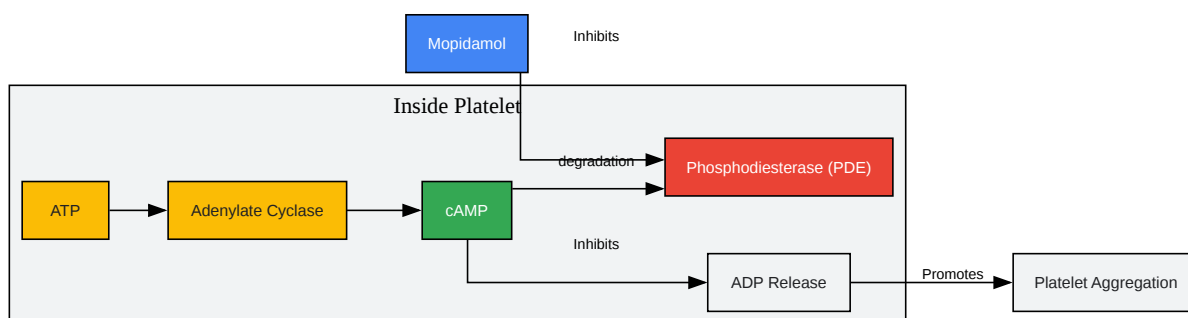 Mopidamol
Inhibits
Inside Platelet
degradation
Phosphodiesterase (PDE)
ATP
Adenylate Cyclase
cAMP
Inhibits
ADP Release
Promotes
Platelet Aggregation